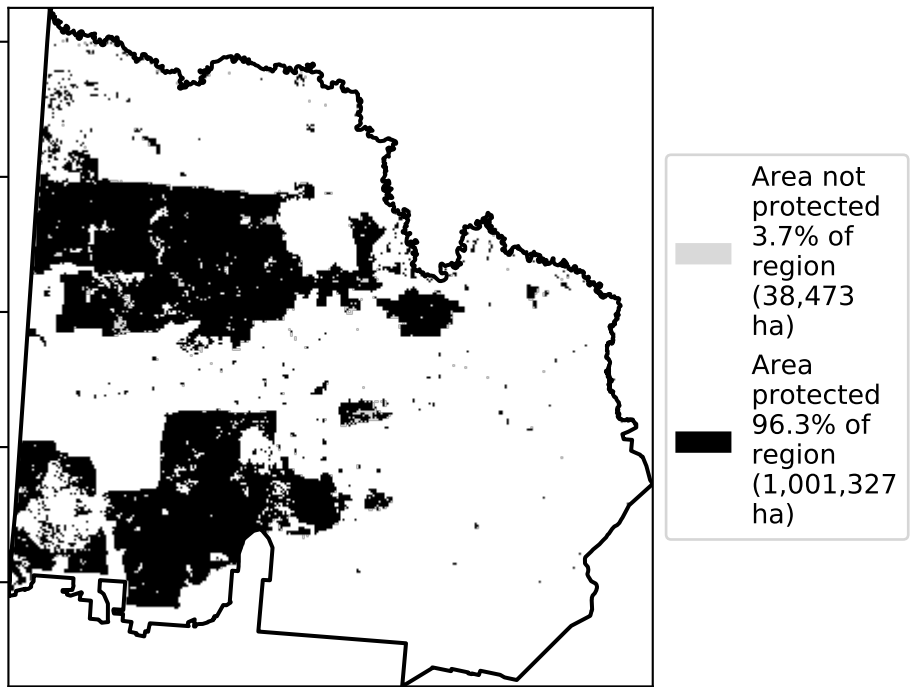 Area not
protected
3.7% of
region
(38,473
ha)
Area
protected
96.3% of
region
(1,001,327
ha)